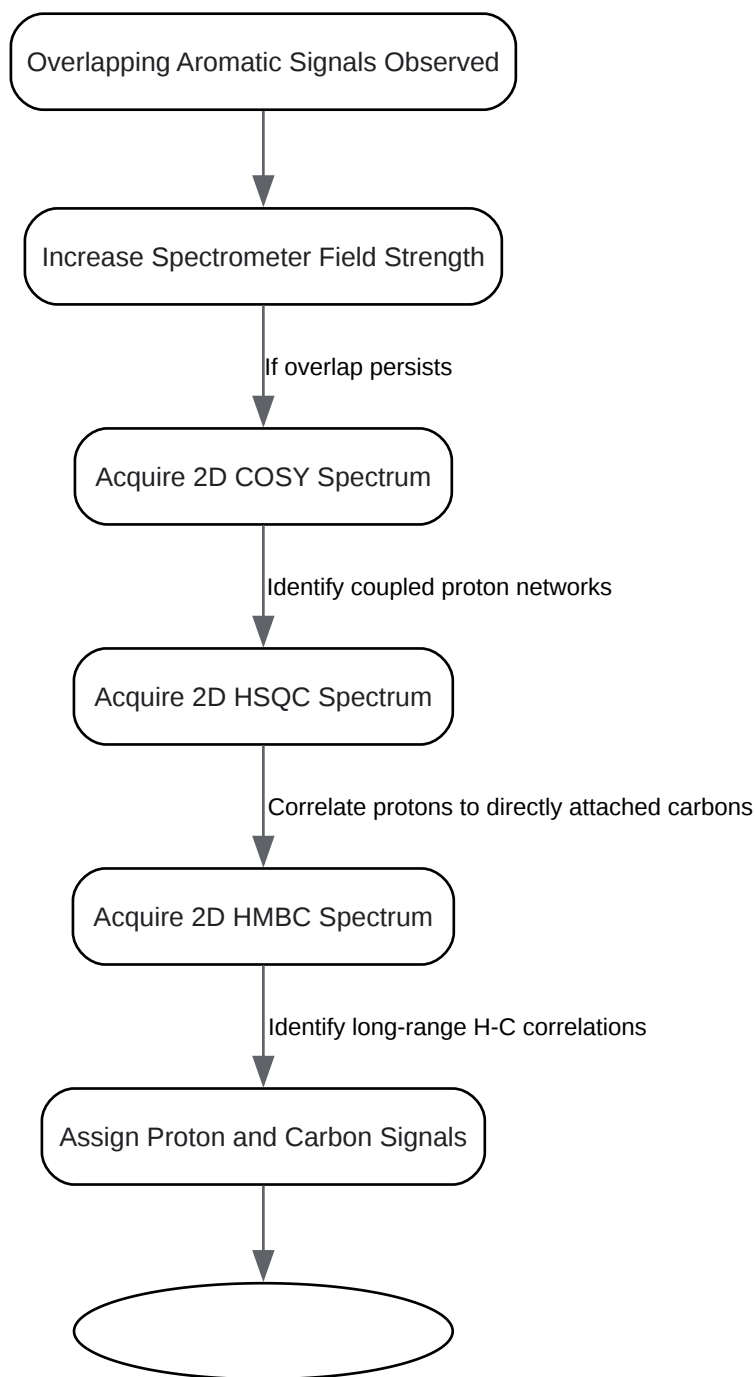 Overlapping Aromatic Signals Observed
Increase Spectrometer Field Strength
If overlap persists
Acquire 2D COSY Spectrum
Identify coupled proton networks
Acquire 2D HSQC Spectrum
Correlate protons to directly attached carbons
Acquire 2D HMBC Spectrum
Identify long-range H-C correlations
Assign Proton and Carbon Signals